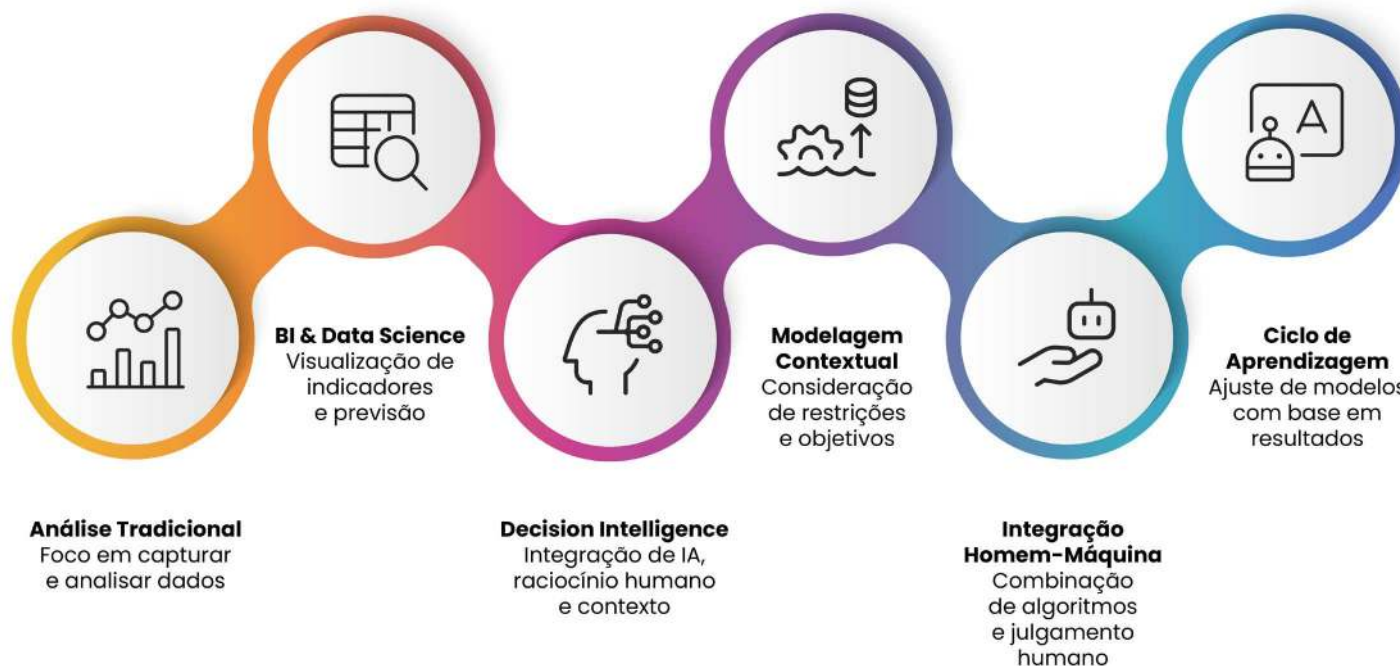 A
BI & Data Science
Visualização de
indicadores
e previsão
Modelagem
Contextual
Consideração
de restrições
e objetivos
Ciclo de
Aprendizagem
Ajuste de modelos
com base em
resultados
Análise Tradicional
Foco em capturar
e analisar dados
Decision Intelligence
Integração de IA,
raciocínio humano
e contexto
Integração
Homem-Máquina
Combinação
de algoritmos
e julgamento
humano